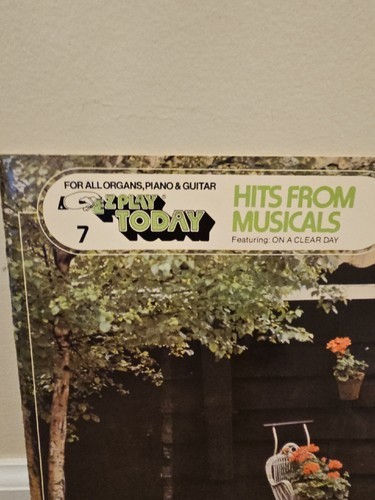 FOR ALL ORGANS, PIANO & GUITAR
E-Z PLAY
TODAY
7
HITS FROM
MUSICALS
Featuring: ON A CLEAR DAY